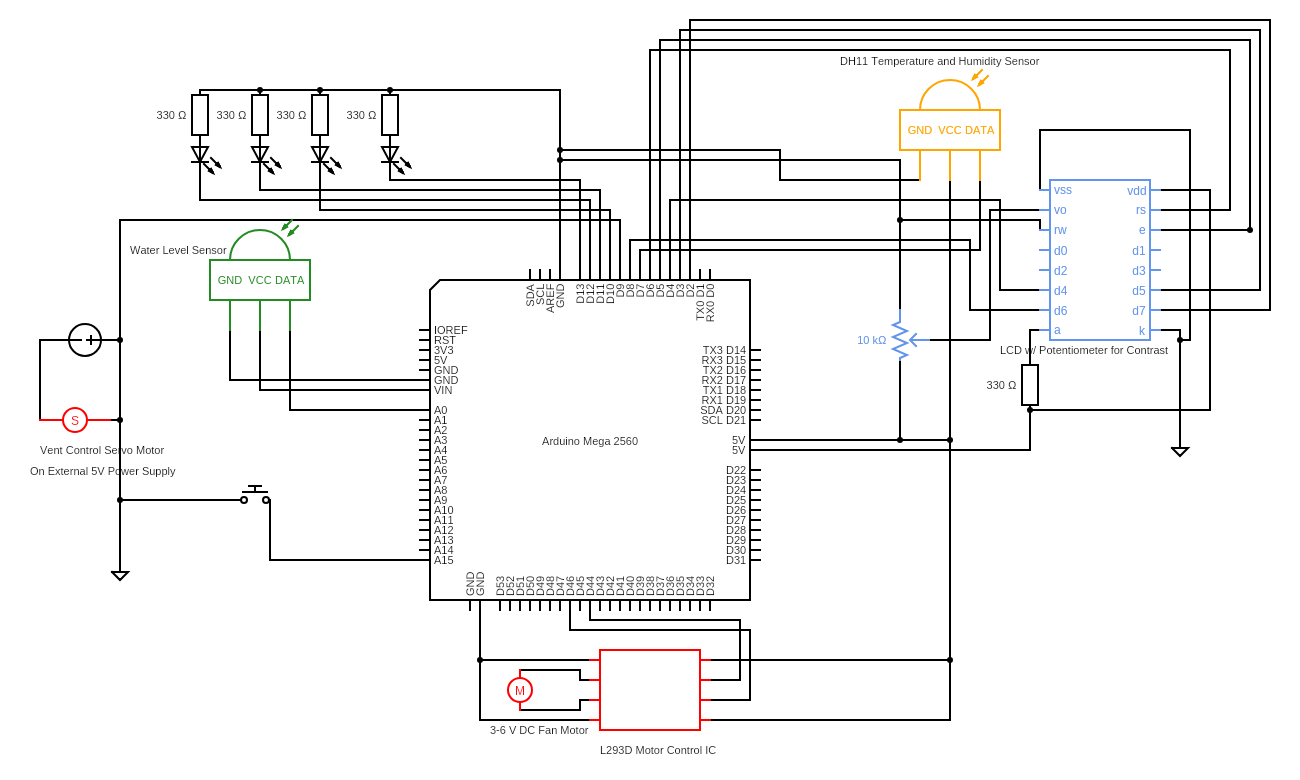 DH11 Temperature and Humidity Sensor
330 Ω 330 Ω 330 Ω 330 Ω
GND VCC DATA
vss vdd
vo rs
rw e
d0 d1
d2 d3
d4 d5
d6 d7
a k
LCD w/ Potentiometer for Contrast
10 kΩ
330 Ω
Water Level Sensor
GND VCC DATA
S
Vent Control Servo Motor
On External 5V Power Supply
SDA
SCL
AREF
GND
D13
D12
D11
D10
D9
D8
D7
D6
D5
D4
D3
D2
TX0 D1
RX0 D0
IOREF
RST
3V3
5V
GND
GND
VIN
A0
A1
A2
A3
A4
A5
A6
A7
A8
A9
A10
A11
A12
A13
A14
A15
Arduino Mega 2560
TX3 D14
RX3 D15
TX2 D16
RX2 D17
TX1 D18
RX1 D19
SDA D20
SCL D21
5V
5V
D22
D23
D24
D25
D26
D27
D28
D29
D30
D31
GND
GND
D53
D52
D51
D50
D49
D48
D47
D46
D45
D44
D43
D42
D41
D40
D39
D38
D37
D36
D35
D34
D33
D32
M
3-6 V DC Fan Motor
L293D Motor Control IC